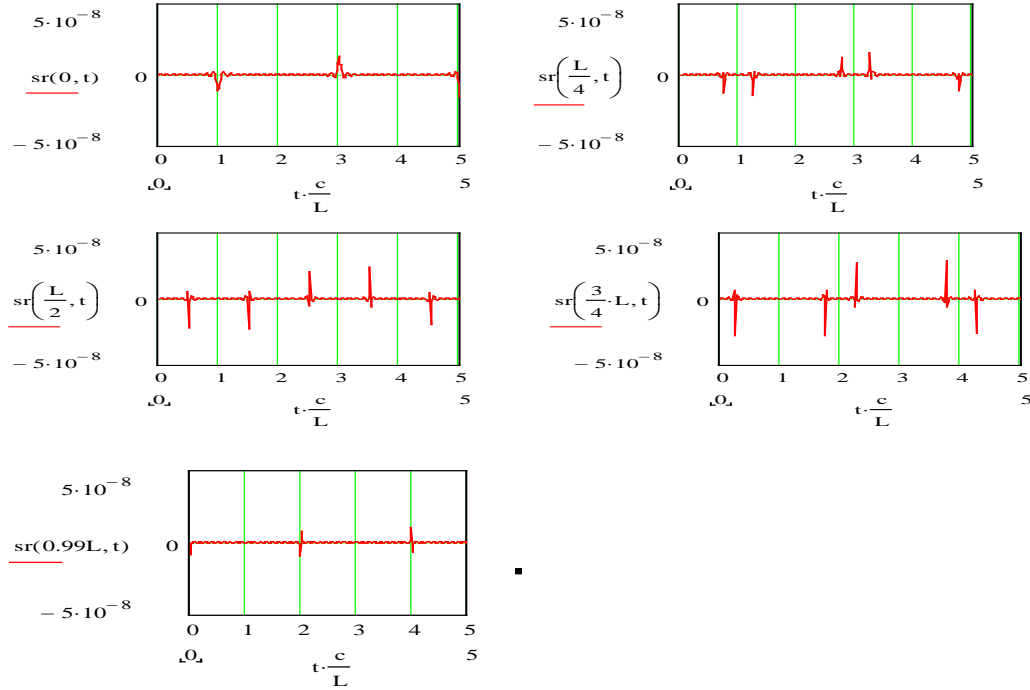 5·10⁻⁸
sr(0, t)
0
− 5·10⁻⁸
0 1 2 3 4 5
0 5
t· c/L
5·10⁻⁸
sr(L/4, t)
0
− 5·10⁻⁸
0 1 2 3 4 5
0 5
t· c/L
5·10⁻⁸
sr(L/2, t)
0
− 5·10⁻⁸
0 1 2 3 4 5
0 5
t· c/L
5·10⁻⁸
sr(3/4 ·L, t)
0
− 5·10⁻⁸
0 1 2 3 4 5
0 5
t· c/L
5·10⁻⁸
sr(0.99L, t)
0
− 5·10⁻⁸
0 1 2 3 4 5
0 5
t· c/L